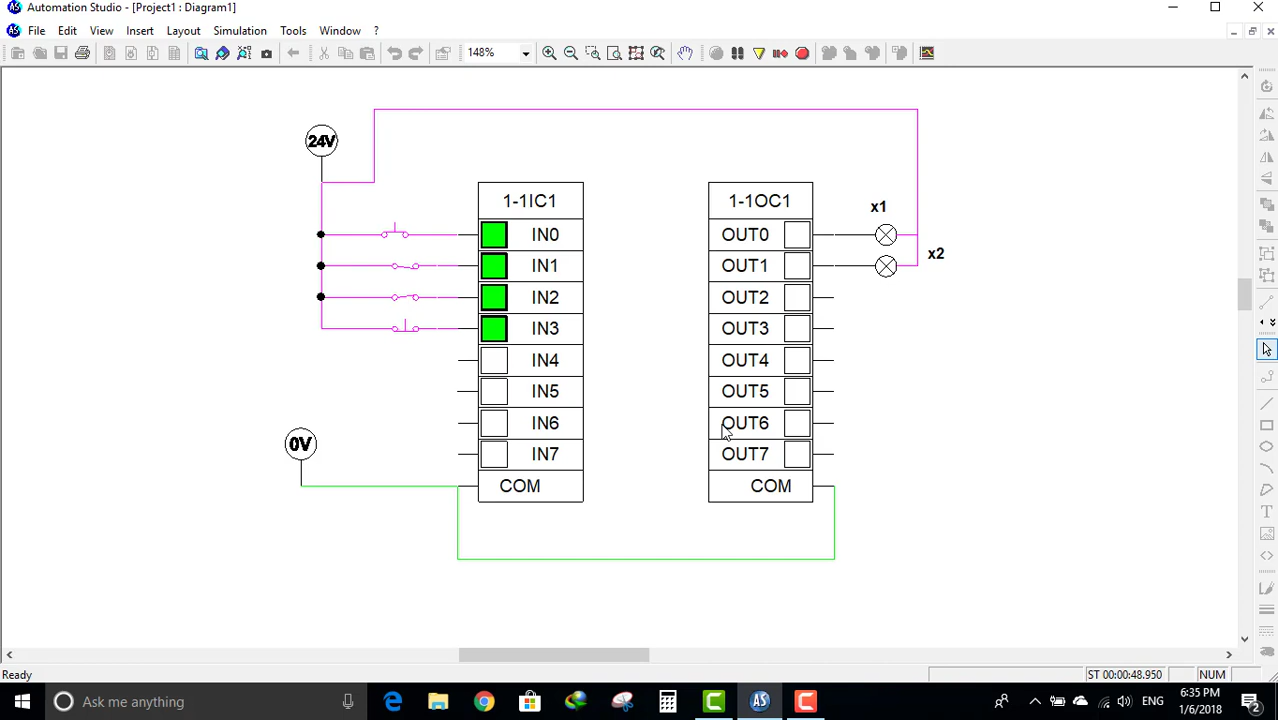 Automation Studio - [Project1 : Diagram1]
File Edit View Insert Layout Simulation Tools Window ?
148%
24V
1-1IC1
1-1OC1
x1
IN0
OUT0
x2
IN1
OUT1
IN2
OUT2
IN3
OUT3
IN4
OUT4
IN5
OUT5
IN6
OUT6
0V
IN7
OUT7
COM
COM
Ready
ST 00:00:48.950
NUM
Ask me anything
AS
ENG
6:35 PM
1/6/2018
2